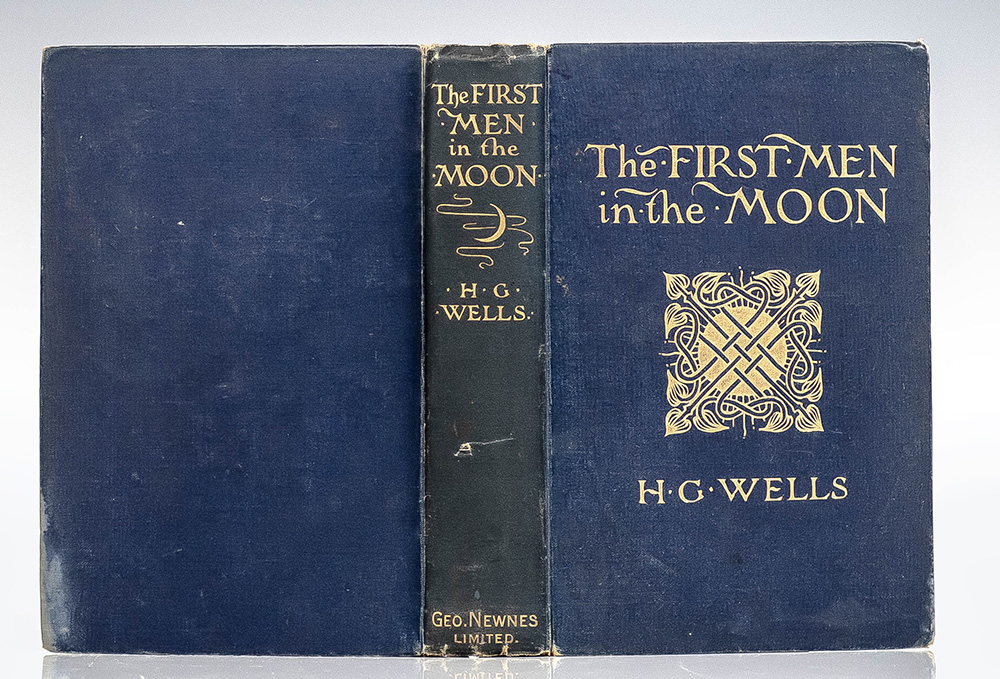 The FIRST
·MEN·
in the
·MOON·
·H·G·
·WELLS·
GEO. NEWNES
LIMITED.
The·FIRST·MEN
in·the·MOON
H·G·WELLS